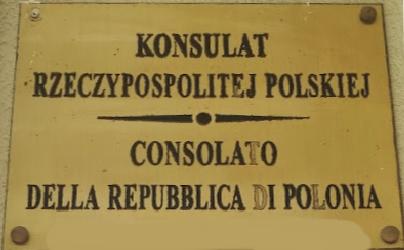 KONSULAT
RZECZYPOSPOLITEJ POLSKIEJ
CONSOLATO
DELLA REPUBBLICA DI POLONIA